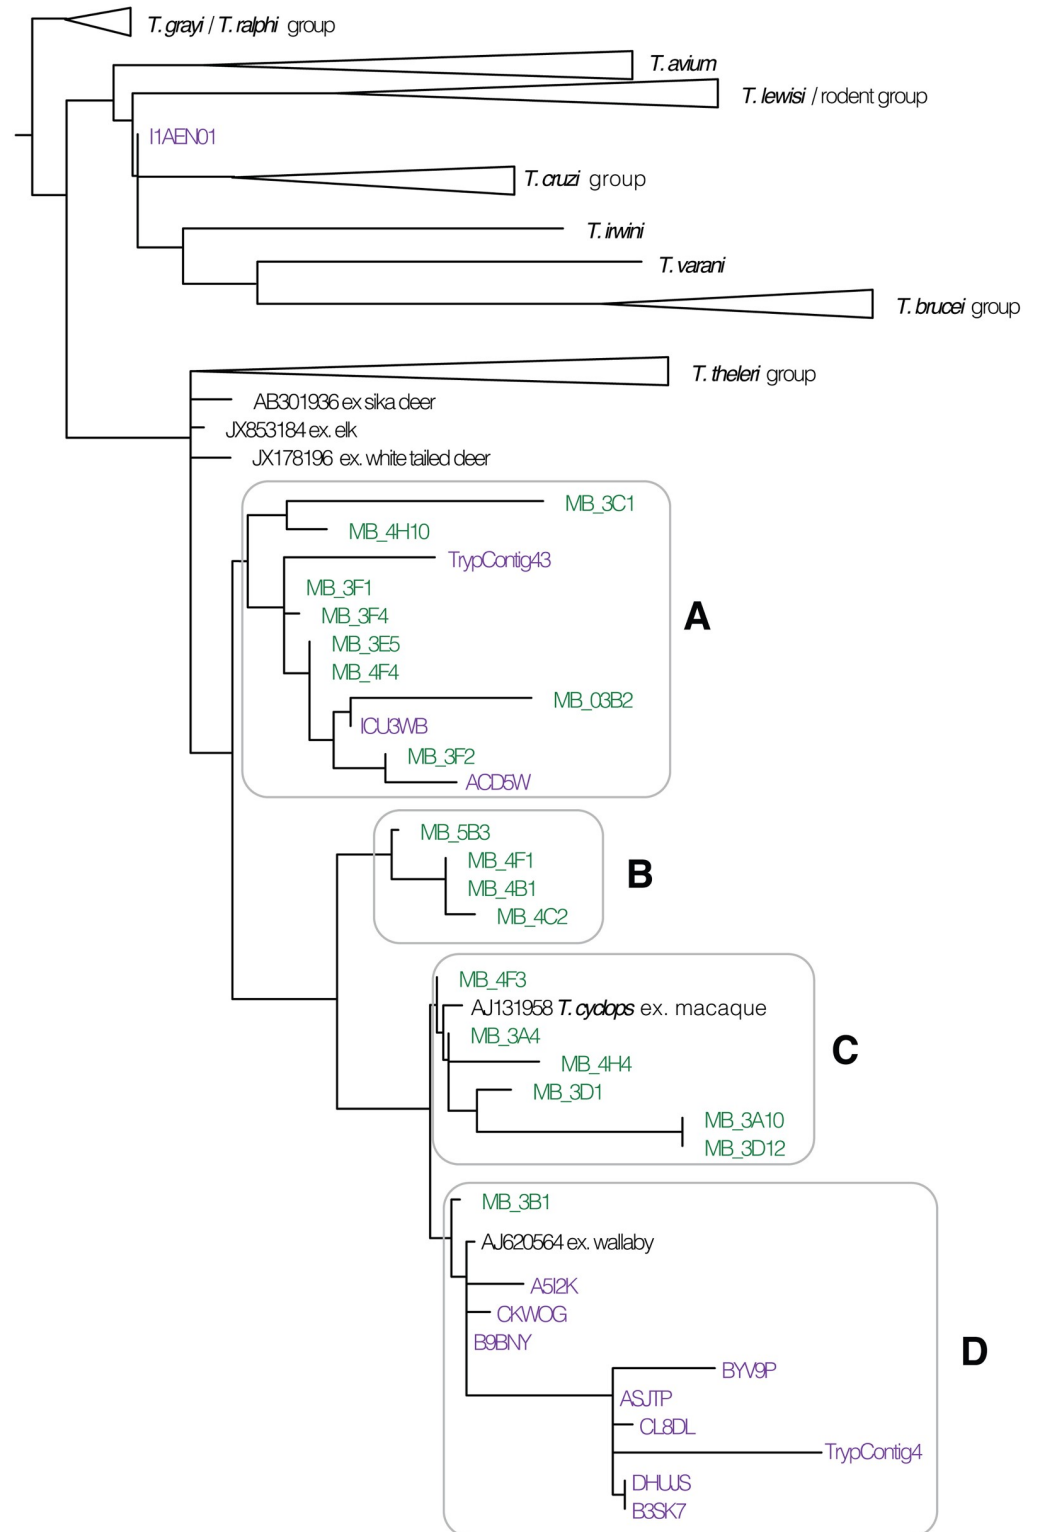 T. grayi / T. ralphi group
T. avium
T. lewisi / rodent group
I1AEN01
T. cruzi group
T. irwini
T. varani
T. brucei group
T. theleri group
AB301936 ex sika deer
JX853184 ex. elk
JX178196 ex. white tailed deer
MB_3C1
MB_4H10
TrypContig43
MB_3F1
A
MB_3F4
MB_3E5
MB_4F4
MB_03B2
ICU3WB
MB_3F2
ACD5W
MB_5B3
MB_4F1
B
MB_4B1
MB_4C2
MB_4F3
AJ131958 T. cyclops ex. macaque
MB_3A4
C
MB_4H4
MB_3D1
MB_3A10
MB_3D12
MB_3B1
AJ620564 ex. wallaby
A5I2K
CKWOG
B9BNY
D
BYV9P
ASJTP
CL8DL
TrypContig4
DHUJS
B3SK7